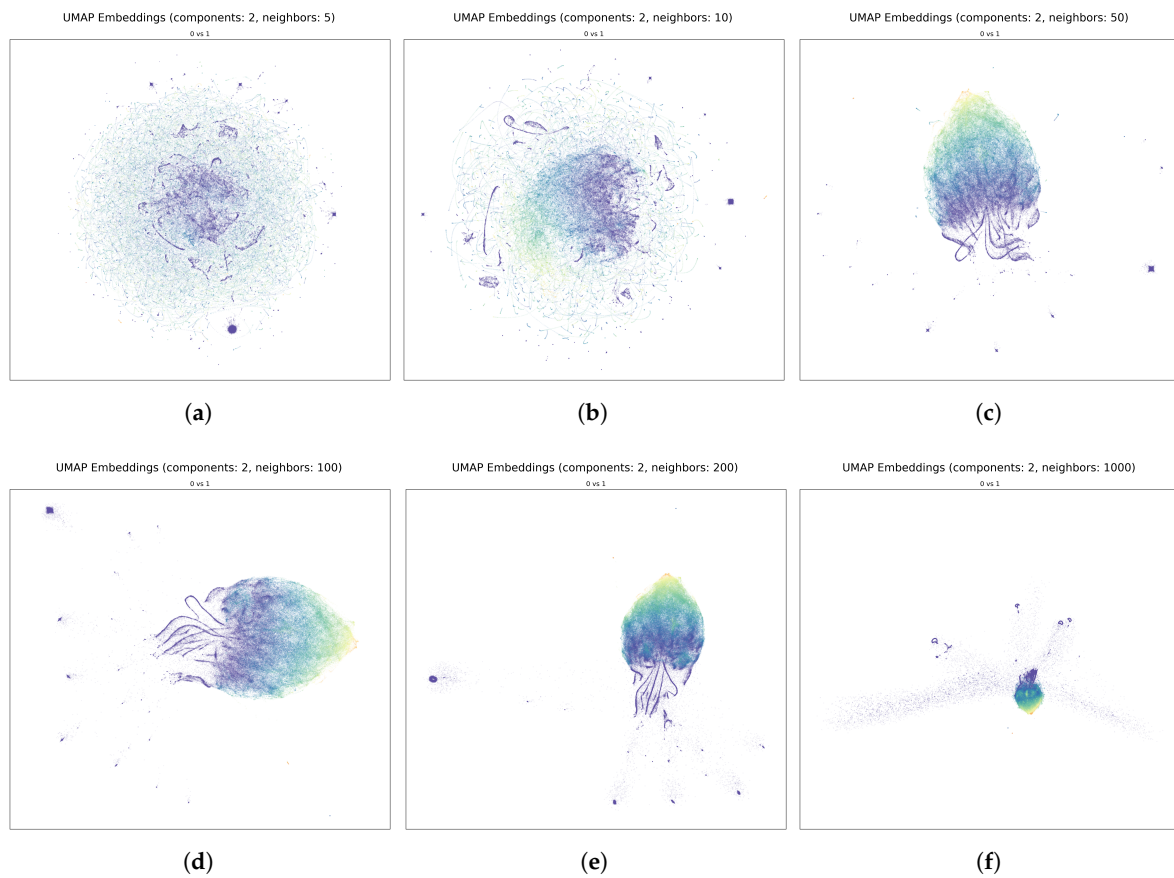 UMAP Embeddings (components: 2, neighbors: 5)
0 vs 1
(a)
UMAP Embeddings (components: 2, neighbors: 10)
0 vs 1
(b)
UMAP Embeddings (components: 2, neighbors: 50)
0 vs 1
(c)
UMAP Embeddings (components: 2, neighbors: 100)
0 vs 1
(d)
UMAP Embeddings (components: 2, neighbors: 200)
0 vs 1
(e)
UMAP Embeddings (components: 2, neighbors: 1000)
0 vs 1
(f)